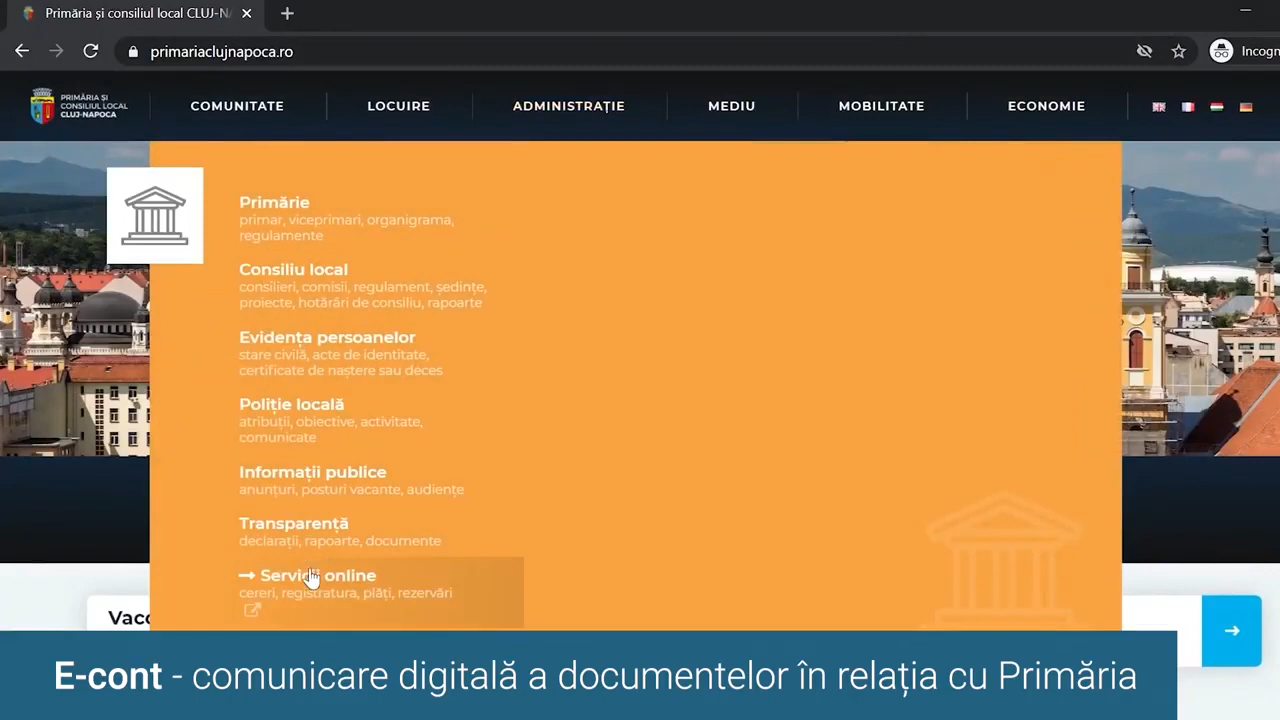 Primăria și consiliul local CLUJ-NA
primariaclujnapoca.ro
Incogn
PRIMĂRIA ȘI
CONSILIUL LOCAL
CLUJ-NAPOCA
COMUNITATE
LOCUIRE
ADMINISTRAȚIE
MEDIU
MOBILITATE
ECONOMIE
Primărie
primar, viceprimari, organigrama,
regulamente
Consiliu local
consilieri, comisii, regulament, ședințe,
proiecte, hotărâri de consiliu, rapoarte
Evidența persoanelor
stare civilă, acte de identitate,
certificate de naștere sau deces
Poliție locală
atribuții, obiective, activitate,
comunicate
Informații publice
anunțuri, posturi vacante, audiențe
Transparență
declarații, rapoarte, documente
Servicii online
cereri, registratura, plăți, rezervări
Vacc
E-cont - comunicare digitală a documentelor în relația cu Primăria